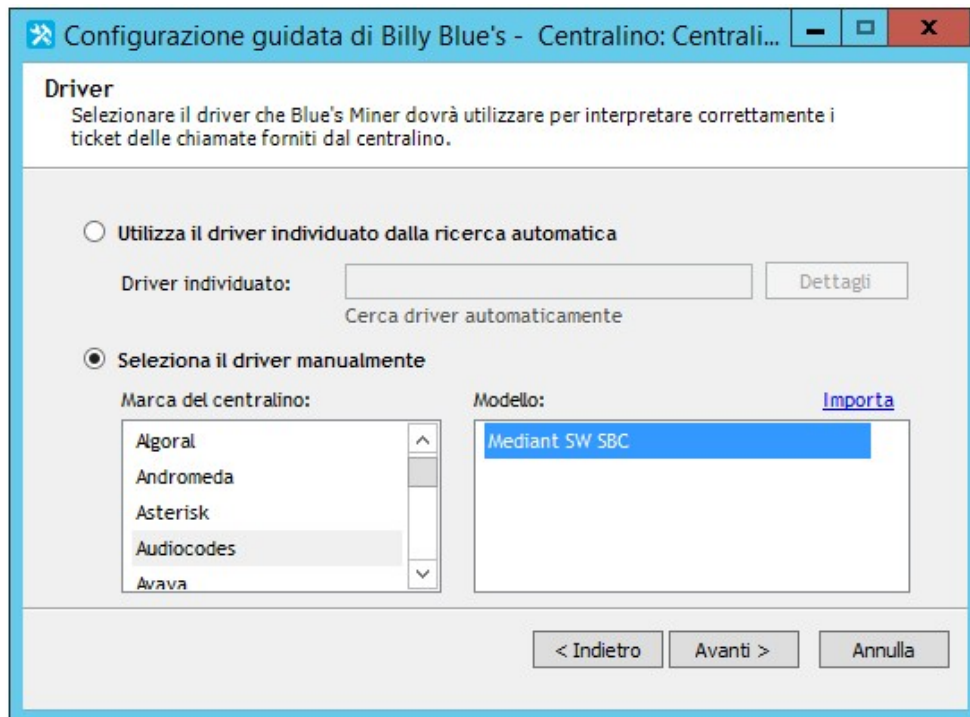 Configurazione guidata di Billy Blue's - Centralino: Centrali...
Driver
Selezionare il driver che Blue's Miner dovrà utilizzare per interpretare correttamente i
ticket delle chiamate forniti dal centralino.
Utilizza il driver individuato dalla ricerca automatica
Driver individuato:
Dettagli
Cerca driver automaticamente
Seleziona il driver manualmente
Marca del centralino:
Modello:
Importa
Algoral
Andromeda
Asterisk
Audiocodes
Avaya
Mediant SW SBC
< Indietro
Avanti >
Annulla